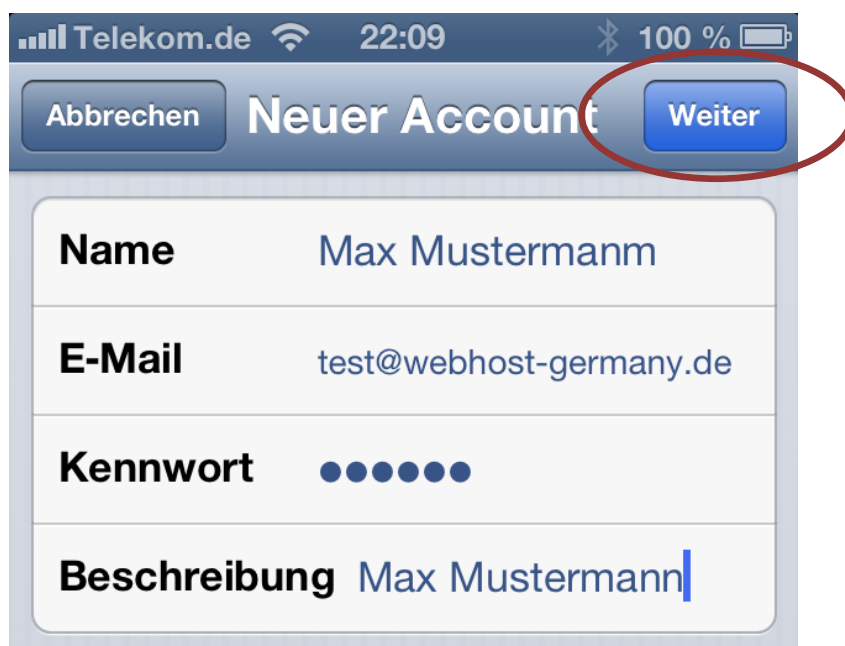 Telekom.de 22:09 100 %
Abbrechen Neuer Account Weiter
Name Max Mustermanm
E-Mail test@webhost-germany.de
Kennwort ●●●●●●
Beschreibung Max Mustermann